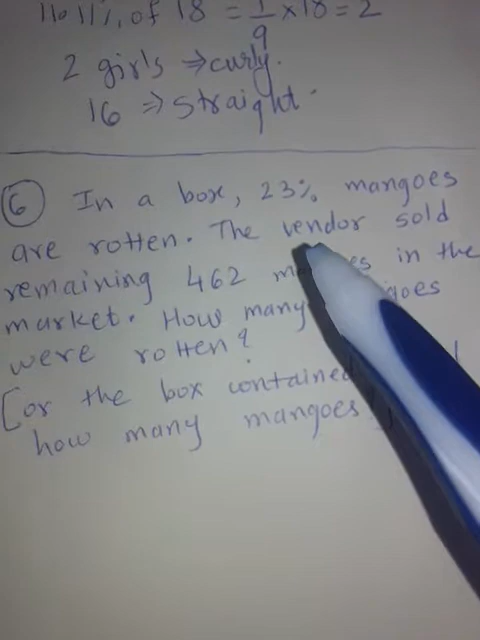 11.0 11%, of 18 = 1/9 × 18 = 2
2 girls ⇒ curly.
16 ⇒ straight.
6 In a box, 23% mangoes
are rotten. The vendor sold
remaining 462 in the
market. How many
were rotten?
[or the box contained
how many mangoes